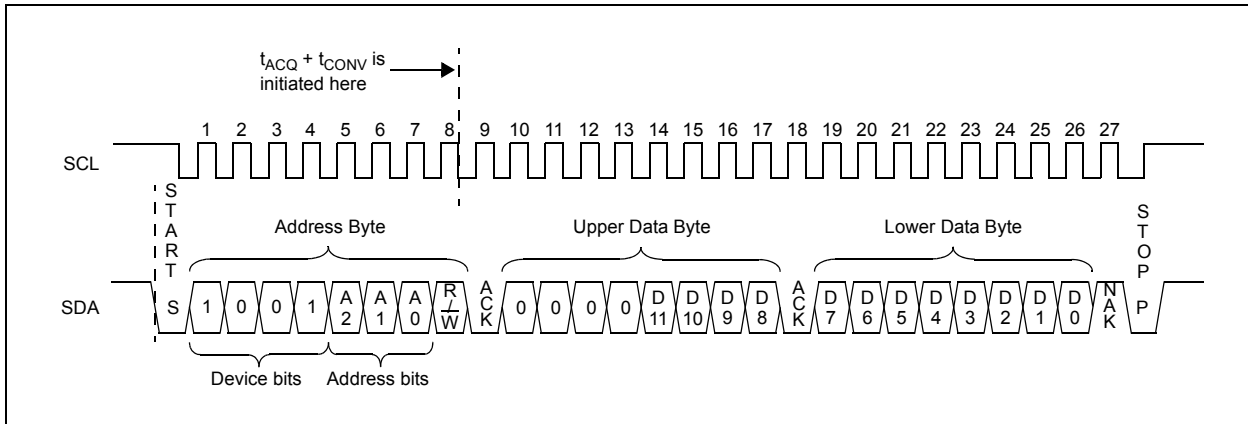 tACQ + tCONV is
initiated here
1 2 3 4 5 6 7 8 9 10 11 12 13 14 15 16 17 18 19 20 21 22 23 24 25 26 27
SCL
START
STOP
Address Byte
Upper Data Byte
Lower Data Byte
SDA
S 1 0 0 1 A2 A1 A0 R/W ACK 0 0 0 0 D11 D10 D9 D8 ACK D7 D6 D5 D4 D3 D2 D1 D0 NAK P
Device bits
Address bits